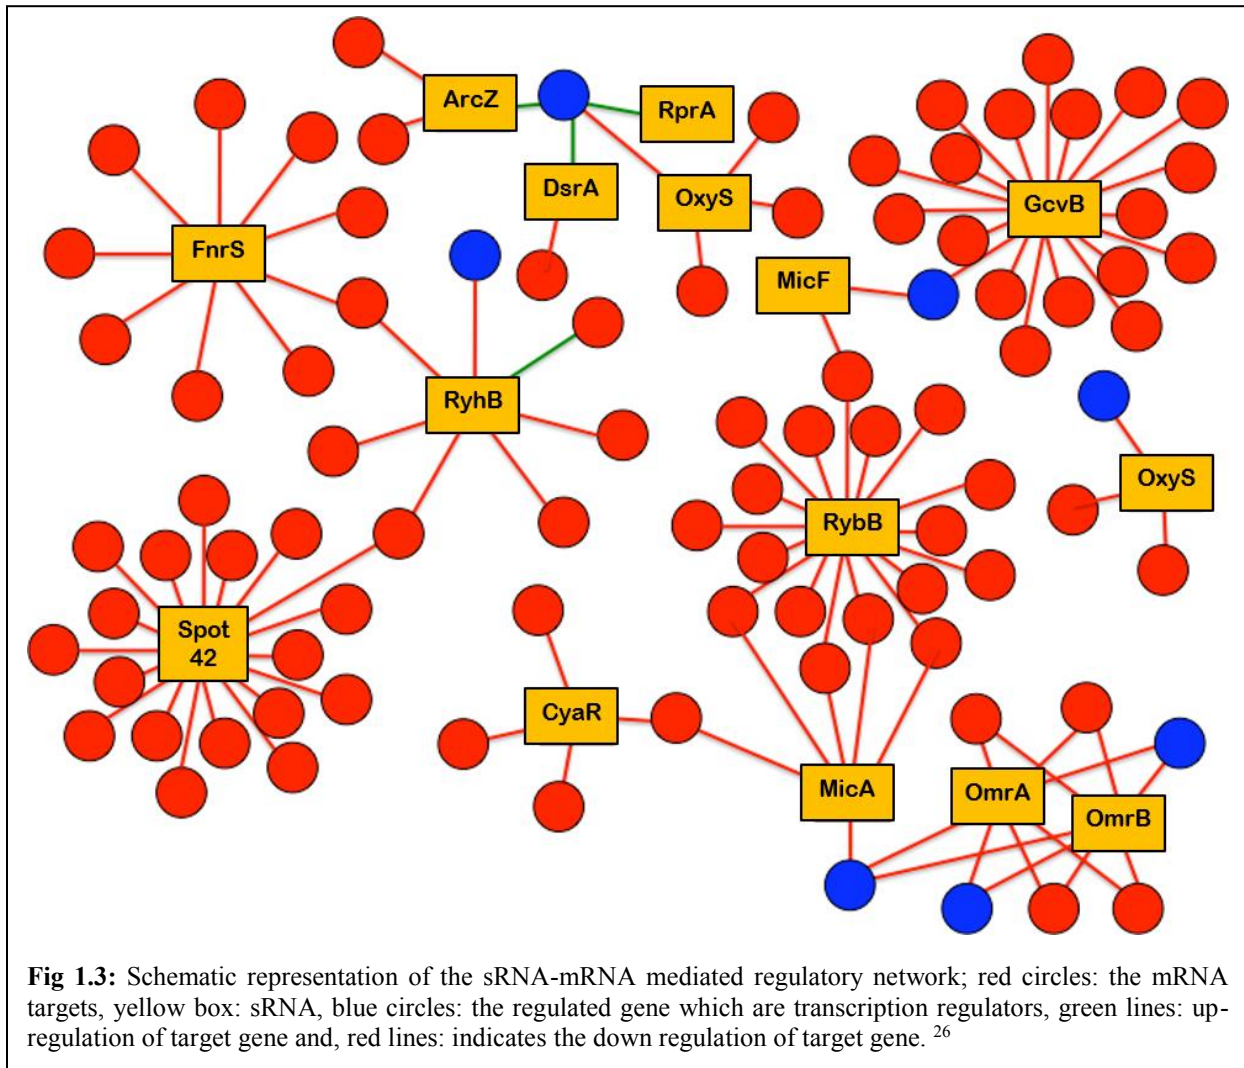 ArcZ
RprA
DsrA
OxyS
GcvB
FnrS
MicF
RyhB
OxyS
RybB
Spot
42
CyaR
MicA
OmrA
OmrB
Fig 1.3: Schematic representation of the sRNA-mRNA mediated regulatory network; red circles: the mRNA
targets, yellow box: sRNA, blue circles: the regulated gene which are transcription regulators, green lines: up-
regulation of target gene and, red lines: indicates the down regulation of target gene. 26